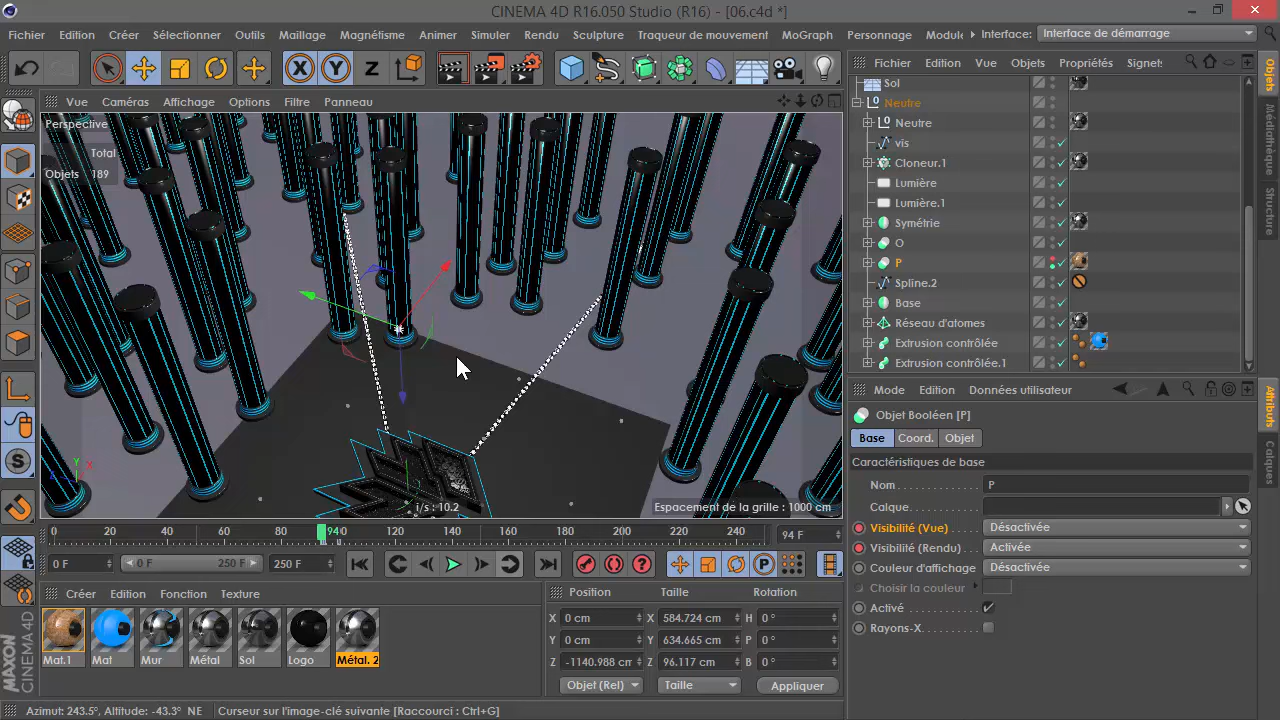 CINEMA 4D R16.050 Studio (R16) - [06.c4d *]
Fichier Edition Créer Sélectionner Outils Maillage Magnétisme Animer Simuler Rendu Sculpture Traqueur de mouvement MoGraph Personnage Module Interface: Interface de démarrage
Fichier Edition Vue Objets Signets
Vue Caméras Affichage Options Filtre Panneau
Perspective
Total
Objets 189
Sol
Neutre
Neutre
vis
Cloneur.1
Lumière
Lumière.1
Symétrie
O
P
Spline.2
Base
Réseau d'atomes
Extrusion contrôlée
Extrusion contrôlée.1
Objets
Médiathèque
Structure
Mode Edition Données utilisateur
Objet Booléen [P]
Base Coord. Objet
Caractéristiques de base
Nom P
Calque
Visibilité (Vue) Désactivée
Visibilité (Rendu) Activée
Couleur d'affichage Désactivée
Choisir la couleur
Activé
Rayons-X
Attributs
Calques
i/s : 10.2
Espacement de la grille : 1000 cm
0 20 40 60 80 940 120 140 160 180 200 220 240
94 F
0 F 0 F 250 F 250 F
Créer Edition Fonction Texture
Mat.1 Mat Mur Métal Sol Logo Métal. 2
Position Taille Rotation
X 0 cm X 584.724 cm H 0 °
Y 0 cm Y 634.665 cm P 0 °
Z -1140.988 cm Z 96.117 cm B 0 °
Objet (Rel) Taille Appliquer
MAXON CINEMA 4D
Azimut: 243.5°, Altitude: -43.3° NE Curseur sur l'image-clé suivante [Raccourci : Ctrl+G]